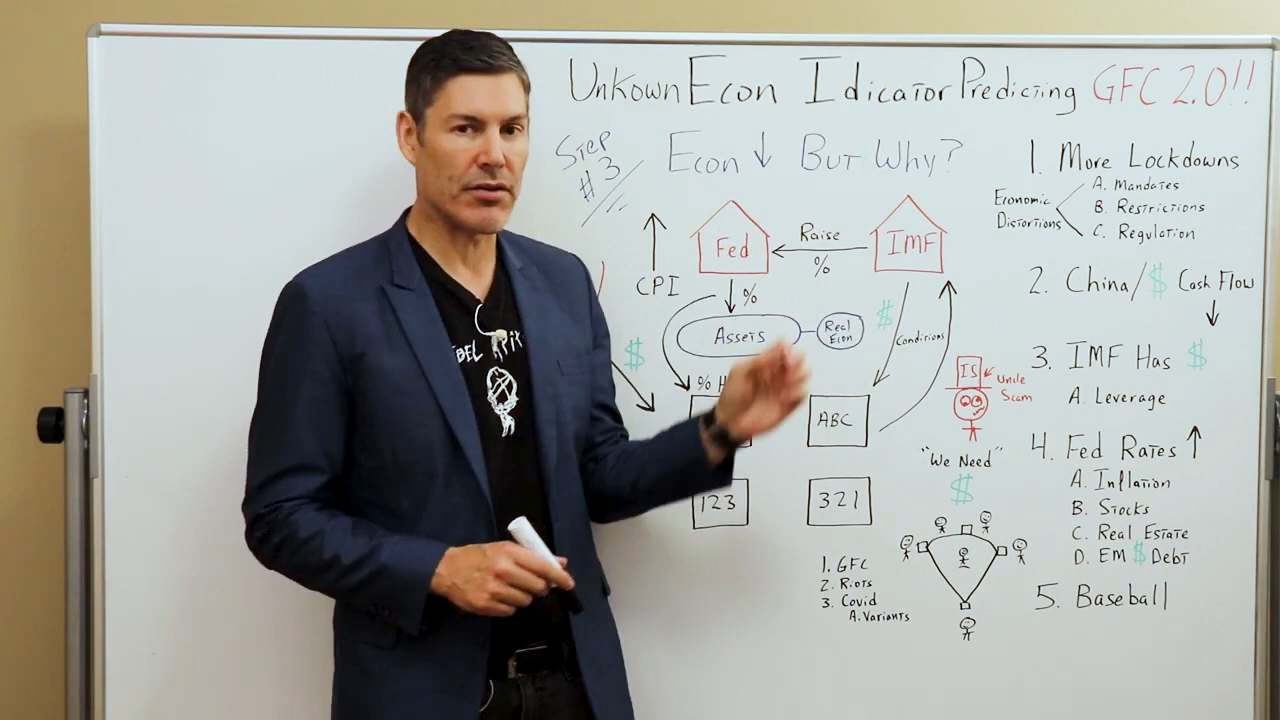 UnkownEcon IdicatorPredicting GFC 2.0!!
Step
#3
Econ ↓ But Why?
CPI
Fed
Raise
%
IMF
%
Assets
Real
Econ
$
$
Conditions
%
ABC
123
321
IS
Uncle
Scam
"We Need"
$
1. GFC
2. Riots
3. Covid
A. Variants
1. More Lockdowns
Economic
Distortions
A. Mandates
B. Restrictions
C. Regulation
2. China/$ Cash Flow
↓
3. IMF Has $
A. Leverage
4. Fed Rates ↑
A. Inflation
B. Stocks
C. Real Estate
D. EM $ Debt
5. Baseball